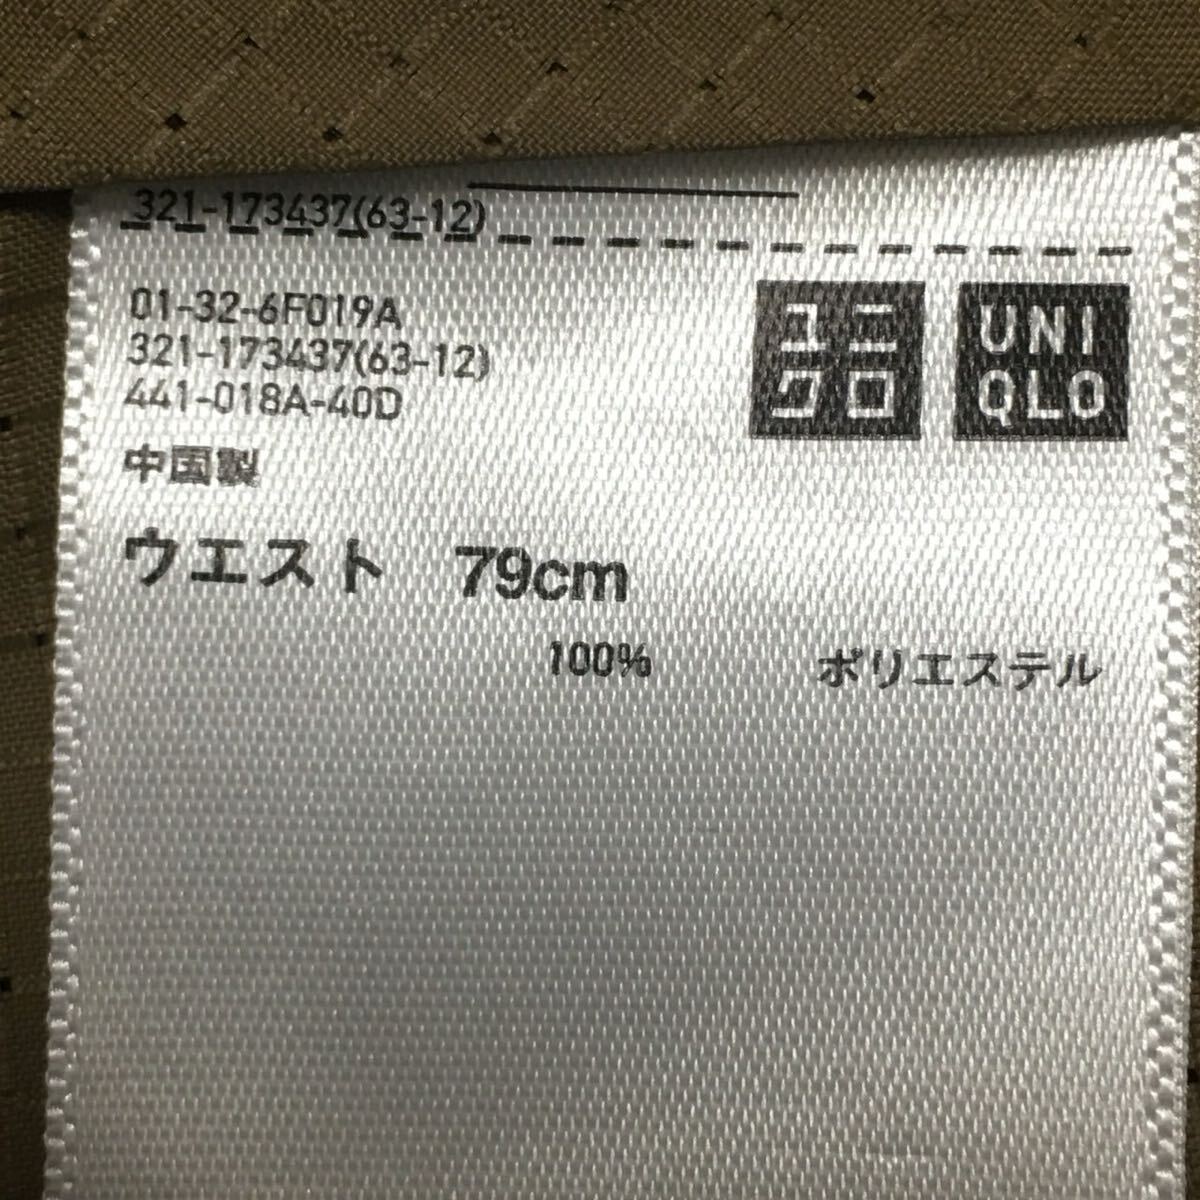 321-173437(63-12)
01-32-6F019A
321-173437(63-12)
441-018A-40D
ユニ
クロ
UNI
QLO
中国製
ウエスト 79cm
100% ポリエステル